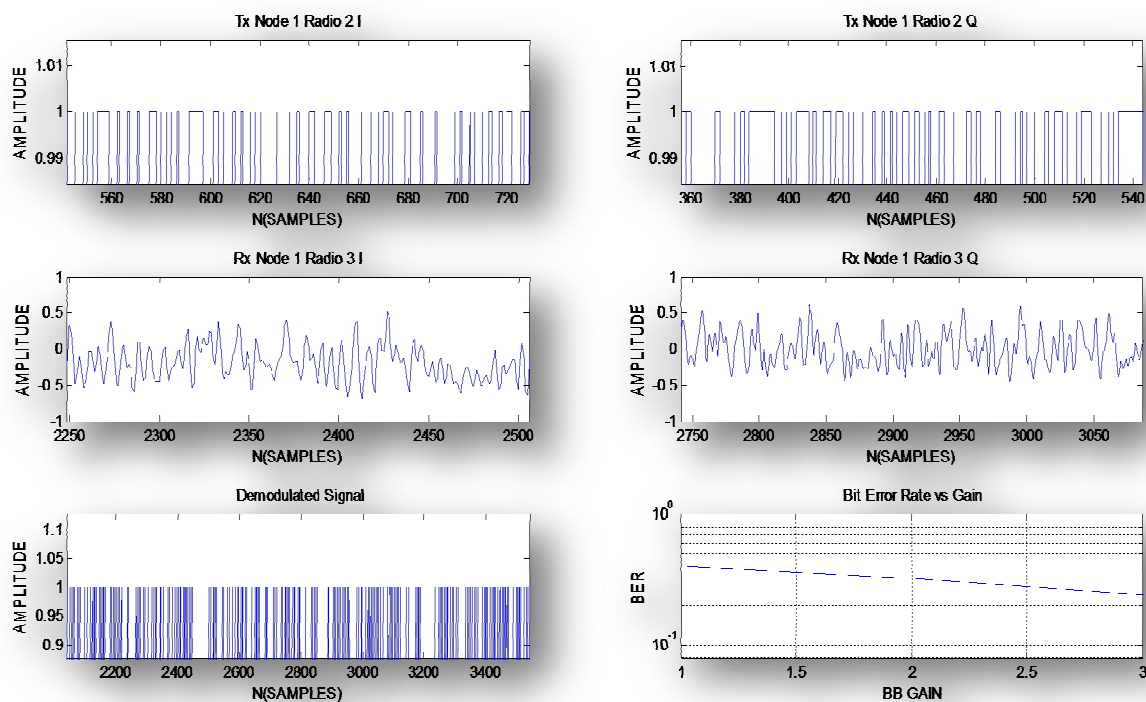 Tx Node 1 Radio 2 I
AMPLITUDE
1.01
1
0.99
560 580 600 620 640 660 680 700 720
N(SAMPLES)
Tx Node 1 Radio 2 Q
AMPLITUDE
1.01
1
0.99
360 380 400 420 440 460 480 500 520 540
N(SAMPLES)
Rx Node 1 Radio 3 I
AMPLITUDE
1
0.5
0
-0.5
-1
2250 2300 2350 2400 2450 2500
N(SAMPLES)
Rx Node 1 Radio 3 Q
AMPLITUDE
1
0.5
0
-0.5
-1
2750 2800 2850 2900 2950 3000 3050
N(SAMPLES)
Demodulated Signal
AMPLITUDE
1.1
1.05
1
0.95
0.9
2200 2400 2600 2800 3000 3200 3400
N(SAMPLES)
Bit Error Rate vs Gain
BER
10^0
10^-1
1 1.5 2 2.5 3
BB GAIN